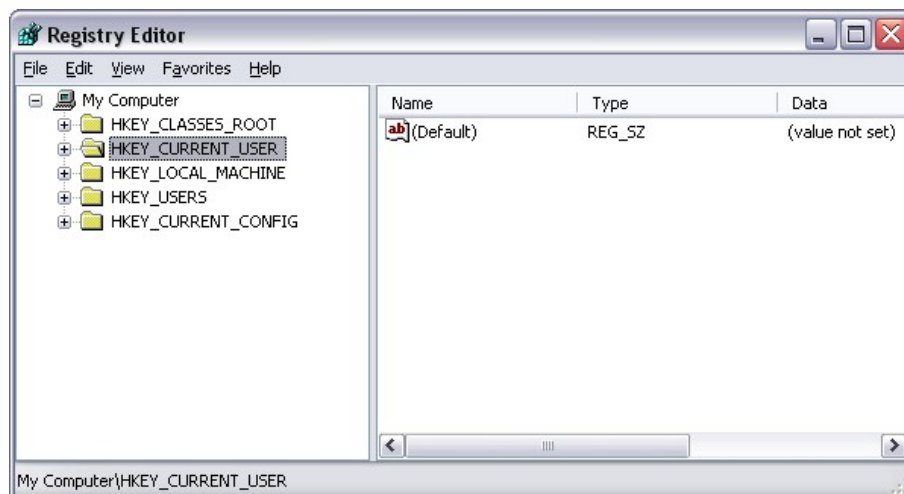 Registry Editor
File Edit View Favorites Help
My Computer
HKEY_CLASSES_ROOT
HKEY_CURRENT_USER
HKEY_LOCAL_MACHINE
HKEY_USERS
HKEY_CURRENT_CONFIG
Name Type Data
ab (Default) REG_SZ (value not set)
My Computer\HKEY_CURRENT_USER